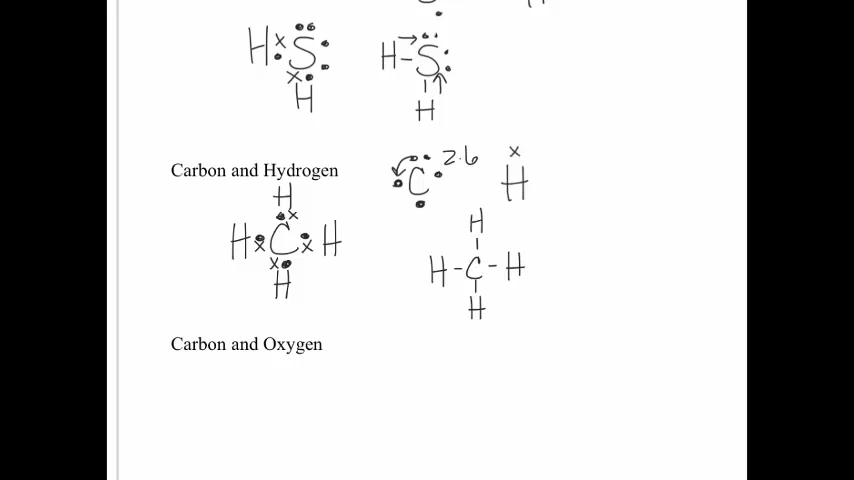 H S H - S
H H
Carbon and Hydrogen C 2.6 x H
H H
H x C x H H - C - H
x
H H
Carbon and Oxygen